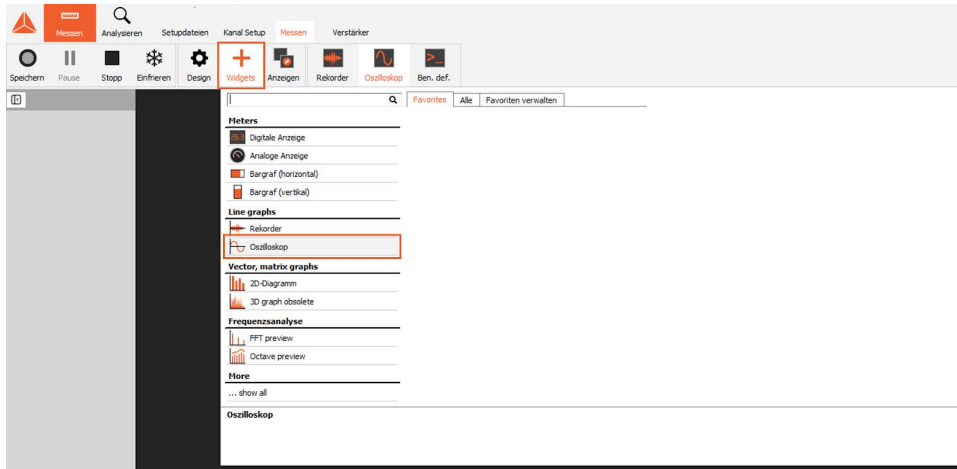 Messen Analysieren Setupdateien Kanal Setup Messen Verstärker
Speichern Pause Stopp Einfrieren Design Widgets Anzeigen Rekorder Oszilloskop Ben. def.
Favorites Alle Favoriten verwalten
Meters
Digitale Anzeige
Analoge Anzeige
Bargraf (horizontal)
Bargraf (vertikal)
Line graphs
Rekorder
Oszilloskop
Vector, matrix graphs
2D-Diagramm
3D graph obsolete
Frequenzsanalyse
FFT preview
Octave preview
More
... show all
Oszilloskop